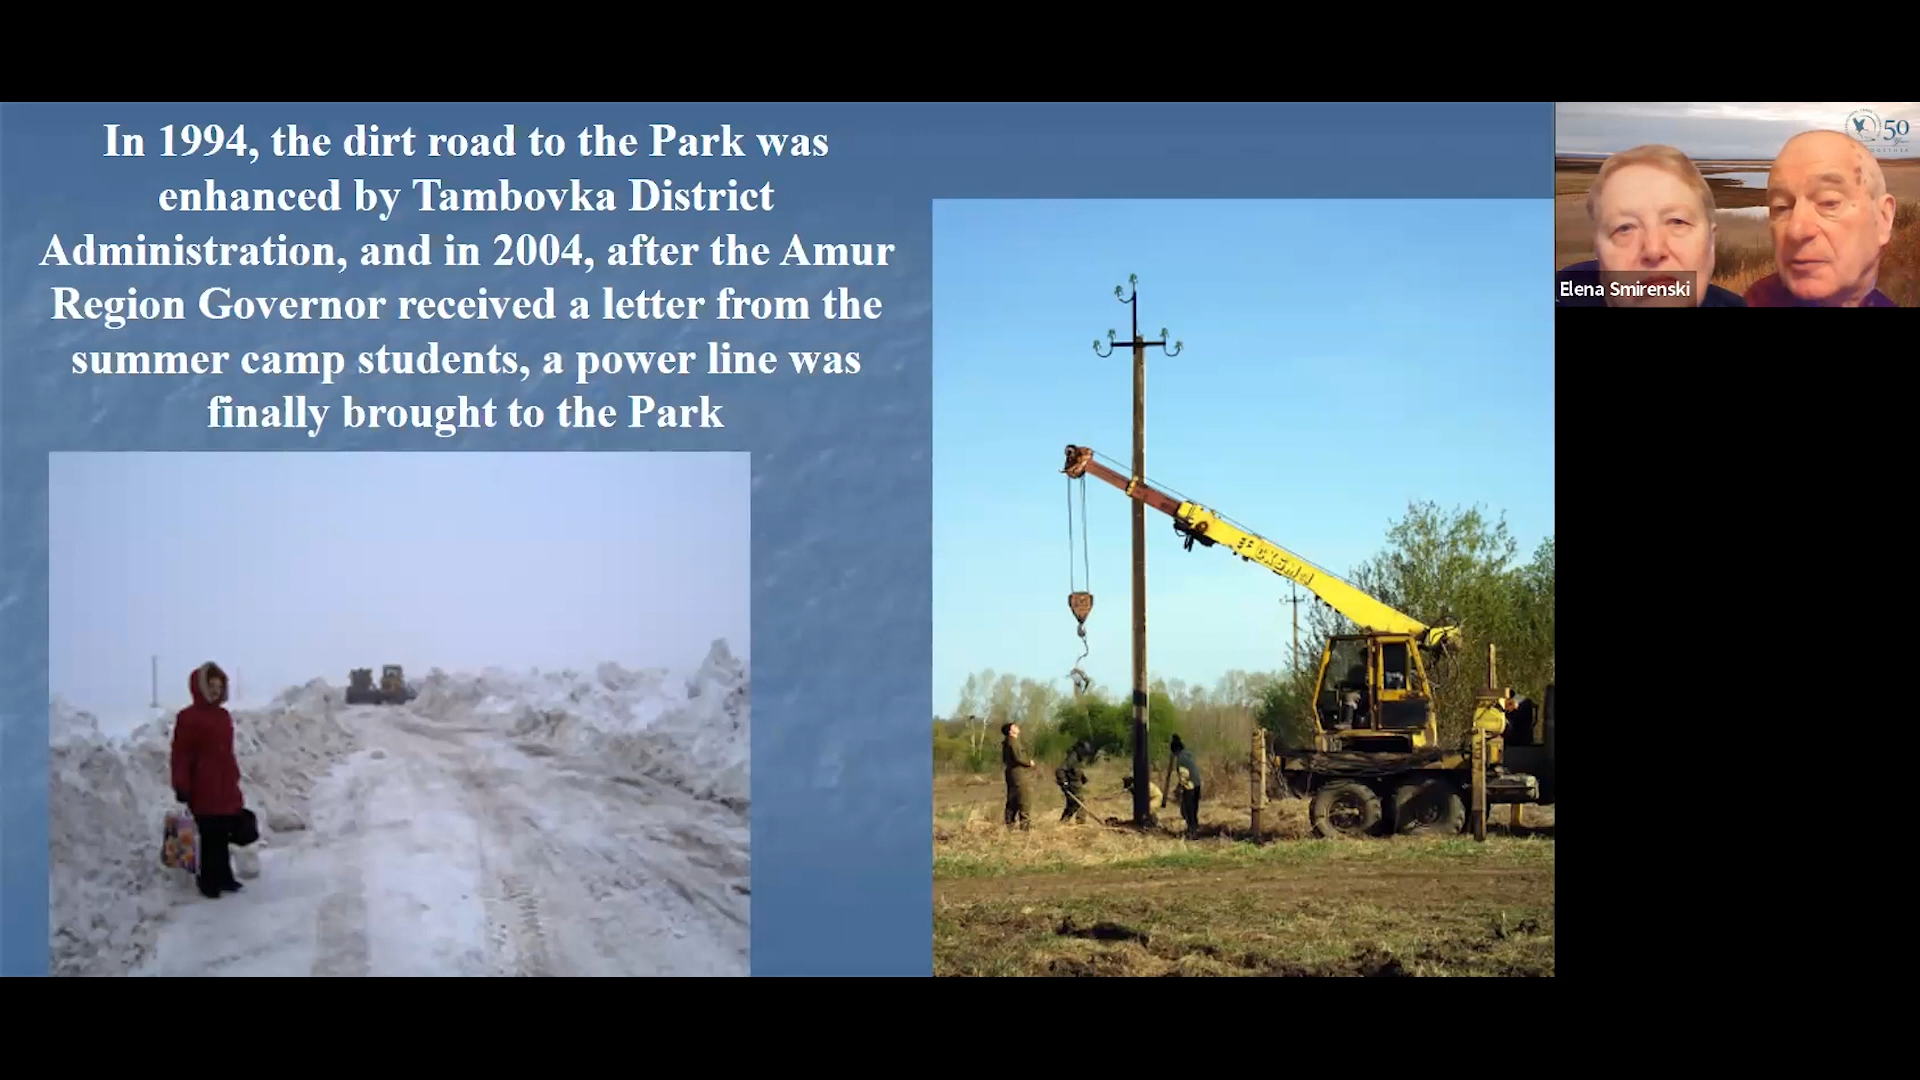 In 1994, the dirt road to the Park was
enhanced by Tambovka District
Administration, and in 2004, after the Amur
Region Governor received a letter from the
summer camp students, a power line was
finally brought to the Park
50
Elena Smirenski